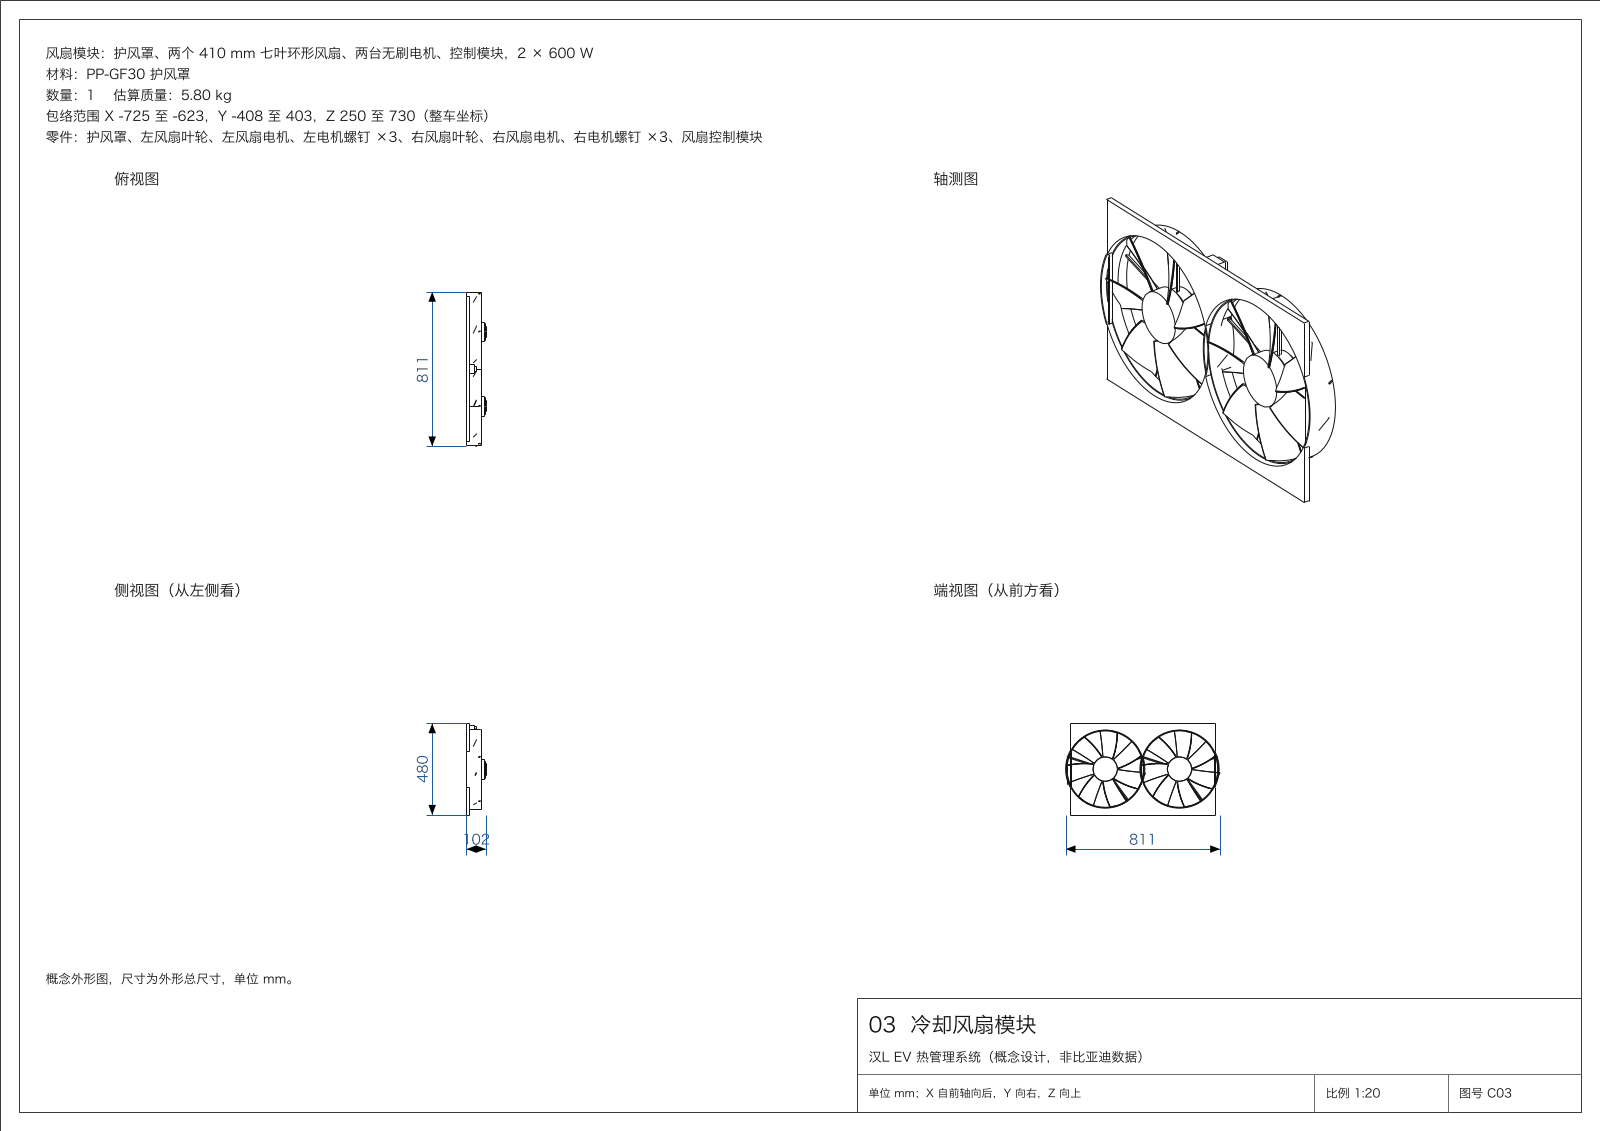 风扇模块：护风罩、两个 410 mm 七叶环形风扇、两台无刷电机、控制模块，2 × 600 W
材料：PP-GF30 护风罩
数量：1 估算质量：5.80 kg
包络范围 X -725 至 -623，Y -408 至 403，Z 250 至 730（整车坐标）
零件：护风罩、左风扇叶轮、左风扇电机、左电机螺钉 ×3、右风扇叶轮、右风扇电机、右电机螺钉 ×3、风扇控制模块
俯视图
轴测图
811
侧视图（从左侧看）
端视图（从前方看）
480
102
811
概念外形图，尺寸为外形总尺寸，单位 mm。
03 冷却风扇模块
汉L EV 热管理系统（概念设计，非比亚迪数据）
单位 mm；X 自前轴向后，Y 向右，Z 向上
比例 1:20
图号 C03